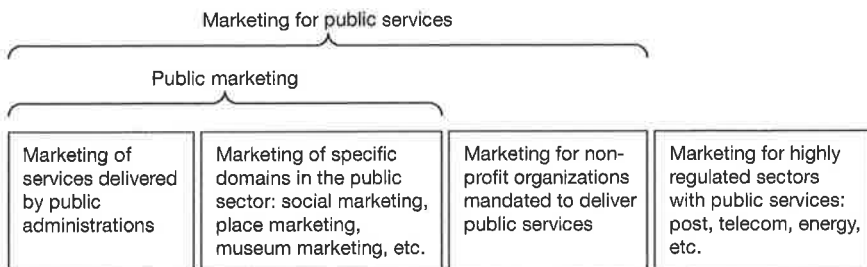 Marketing for public services
Public marketing
Marketing of
services delivered
by public
administrations
Marketing of specific
domains in the public
sector: social marketing,
place marketing,
museum marketing, etc.
Marketing for non-
profit organizations
mandated to deliver
public services
Marketing for highly
regulated sectors
with public services:
post, telecom, energy,
etc.